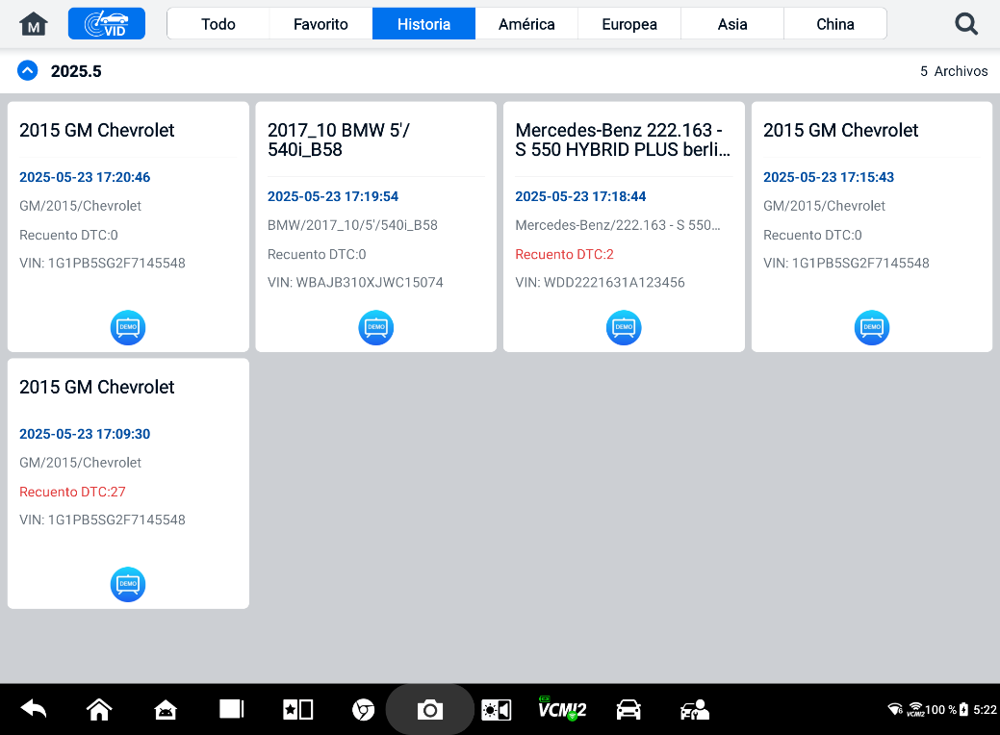 M
VID
Todo
Favorito
Historia
América
Europea
Asia
China
2025.5
5 Archivos
2015 GM Chevrolet
2025-05-23 17:20:46
GM/2015/Chevrolet
Recuento DTC:0
VIN: 1G1PB5SG2F7145548
DEMO
2017_10 BMW 5'/
540i_B58
2025-05-23 17:19:54
BMW/2017_10/5'/540i_B58
Recuento DTC:0
VIN: WBAJB310XJWC15074
DEMO
Mercedes-Benz 222.163 -
S 550 HYBRID PLUS berli...
2025-05-23 17:18:44
Mercedes-Benz/222.163 - S 550...
Recuento DTC:2
VIN: WDD2221631A123456
DEMO
2015 GM Chevrolet
2025-05-23 17:15:43
GM/2015/Chevrolet
Recuento DTC:0
VIN: 1G1PB5SG2F7145548
DEMO
2015 GM Chevrolet
2025-05-23 17:09:30
GM/2015/Chevrolet
Recuento DTC:27
VIN: 1G1PB5SG2F7145548
DEMO
VCMI2
6
VCMI2
100 %
5:22